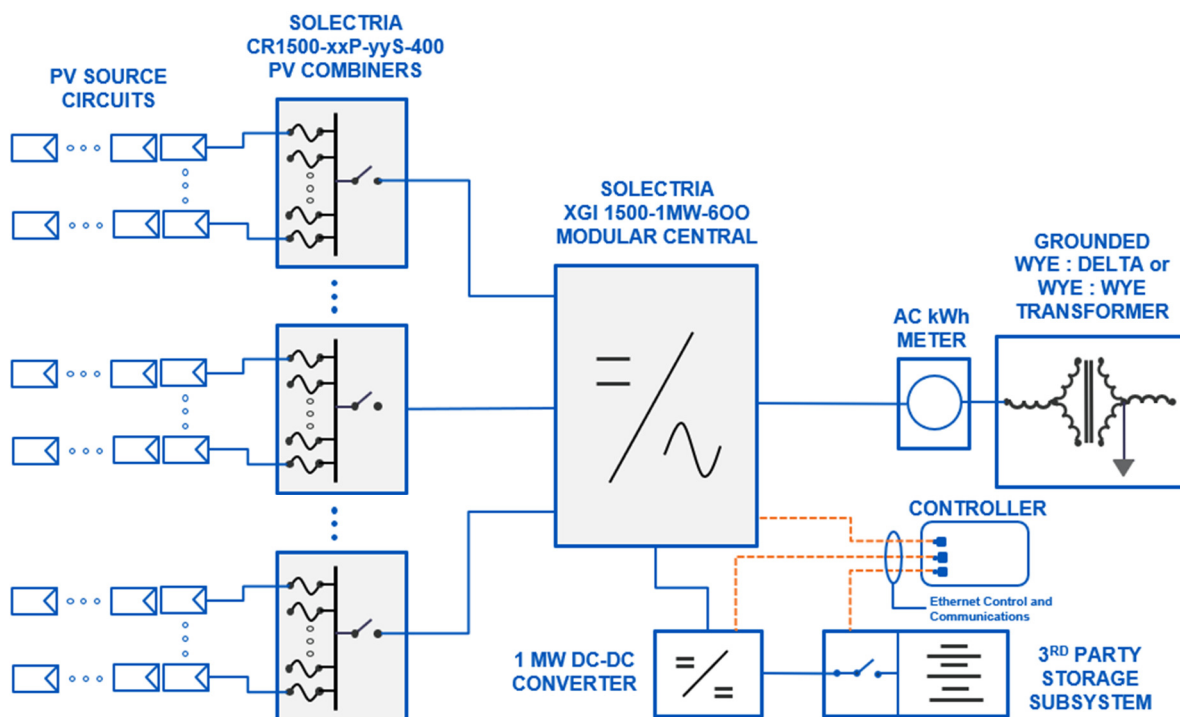 SOLECTRIA
CR1500-xxP-yyS-400
PV COMBINERS
PV SOURCE
CIRCUITS
SOLECTRIA
XGI 1500-1MW-6OO
MODULAR CENTRAL
GROUNDED
WYE : DELTA or
WYE : WYE
TRANSFORMER
AC kWh
METER
CONTROLLER
Ethernet Control and
Communications
1 MW DC-DC
CONVERTER
3RD PARTY
STORAGE
SUBSYSTEM